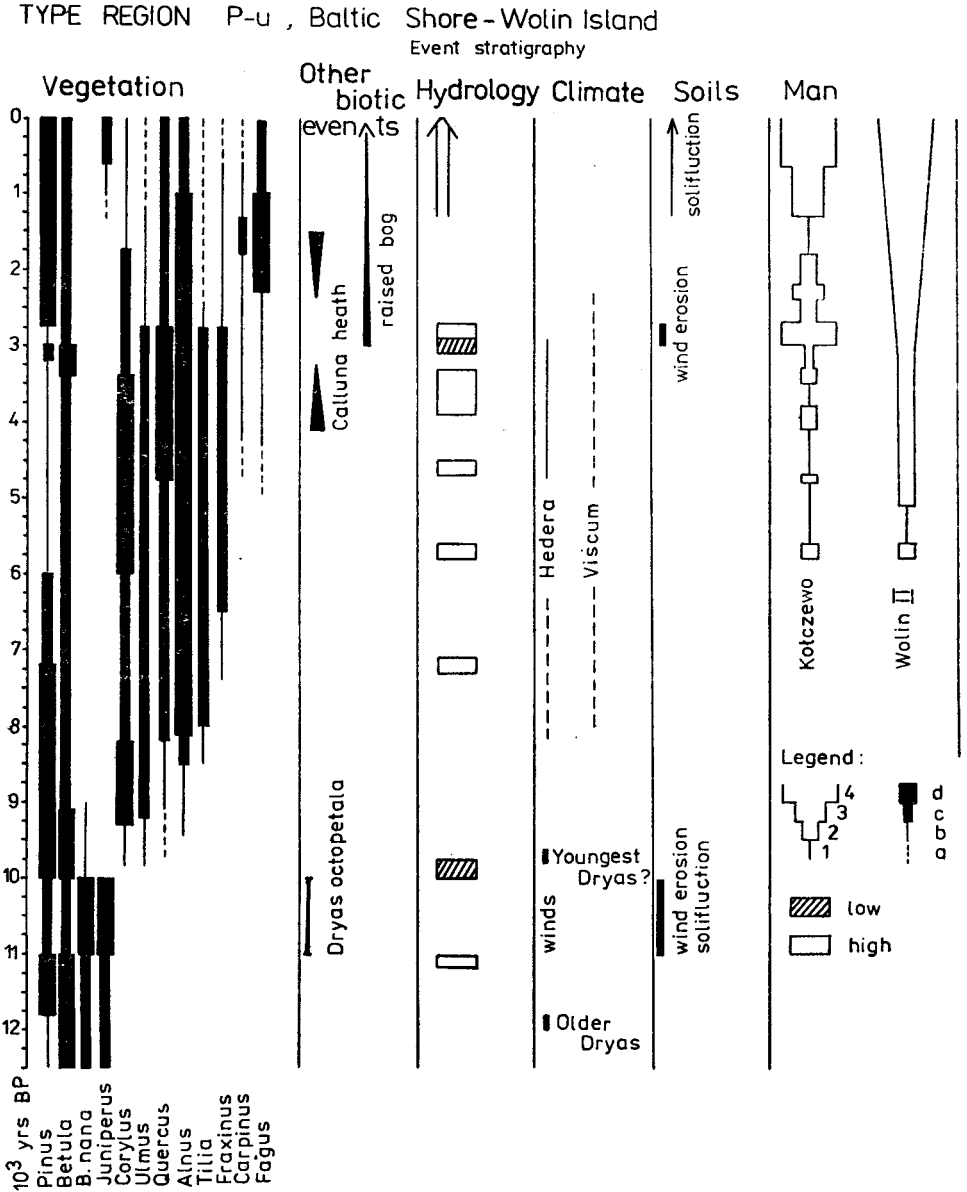 TYPE REGION P-u , Baltic Shore - Wolin Island
Event stratigraphy
Vegetation
Other
biotic
events
Hydrology
Climate
Soils
Man
0
1
2
3
4
5
6
7
8
9
10
11
12
10³ yrs BP
Pinus
Betula
B. nana
Juniperus
Corylus
Ulmus
Quercus
Alnus
Tilia
Fraxinus
Carpinus
Fagus
Calluna heath
raised bog
Dryas octopetala
Hedera
Viscum
winds
Youngest
Dryas?
Older
Dryas
solifluction
wind erosion
wind erosion
solifluction
Kołczewo
Wolin II
Legend :
4
3
2
1
d
c
b
a
low
high